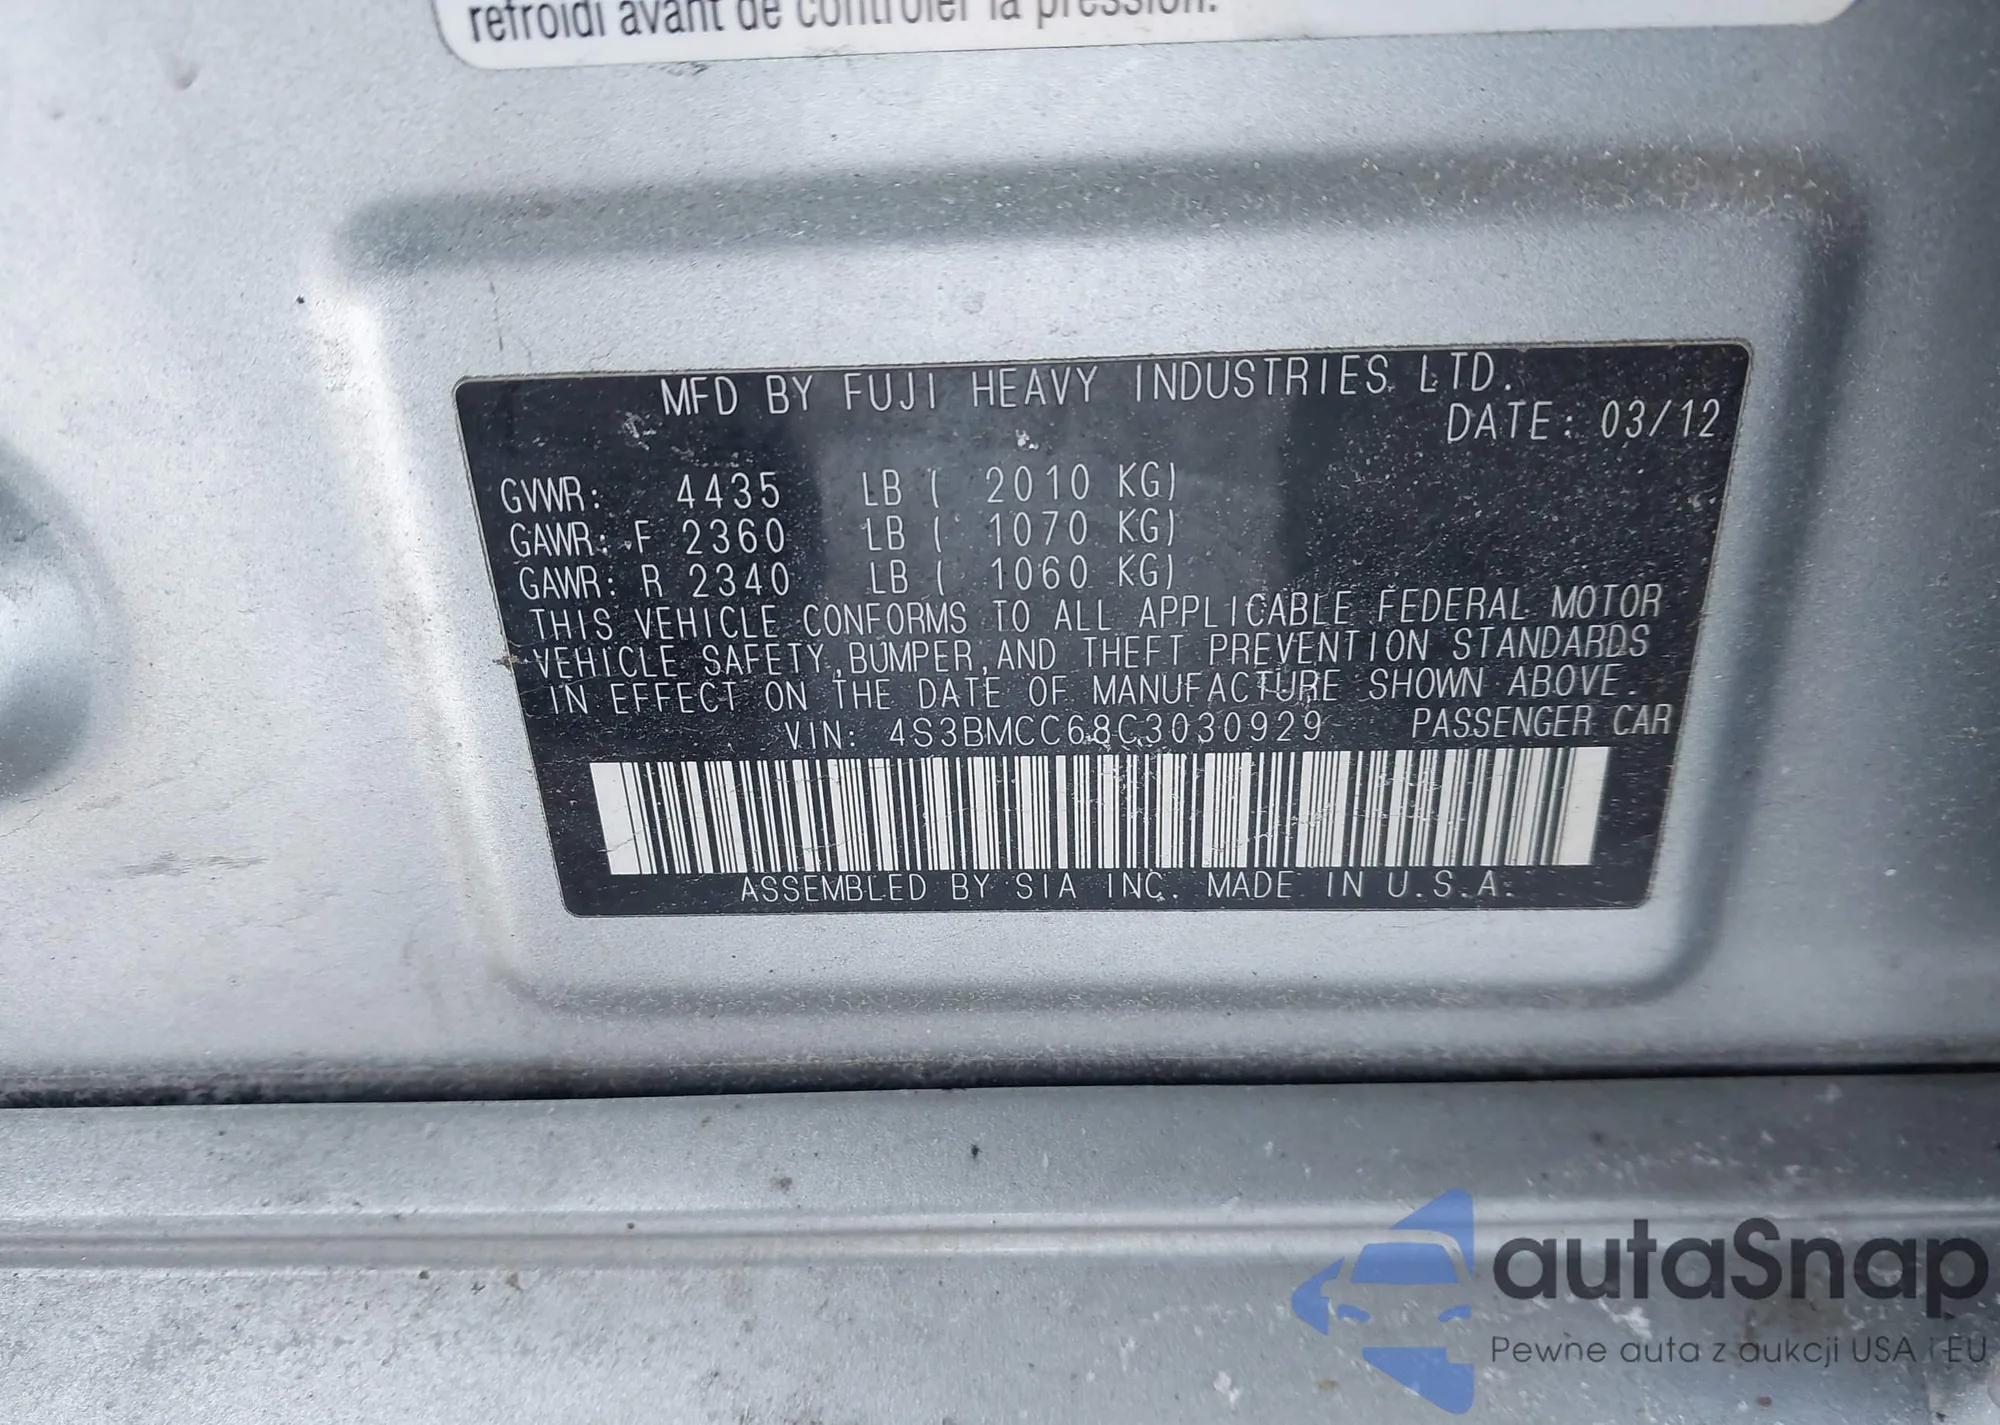 refroidi avant de contrôler la pression.
MFD BY FUJI HEAVY INDUSTRIES LTD.
DATE: 03/12
GVWR: 4435 LB ( 2010 KG)
GAWR: F 2360 LB ( 1070 KG)
GAWR: R 2340 LB ( 1060 KG)
THIS VEHICLE CONFORMS TO ALL APPLICABLE FEDERAL MOTOR
VEHICLE SAFETY,BUMPER,AND THEFT PREVENTION STANDARDS
IN EFFECT ON THE DATE OF MANUFACTURE SHOWN ABOVE.
VIN: 4S3BMCC68C3030929 PASSENGER CAR
ASSEMBLED BY SIA INC. MADE IN U.S.A.
autaSnap
Pewne auta z aukcji USA i EU